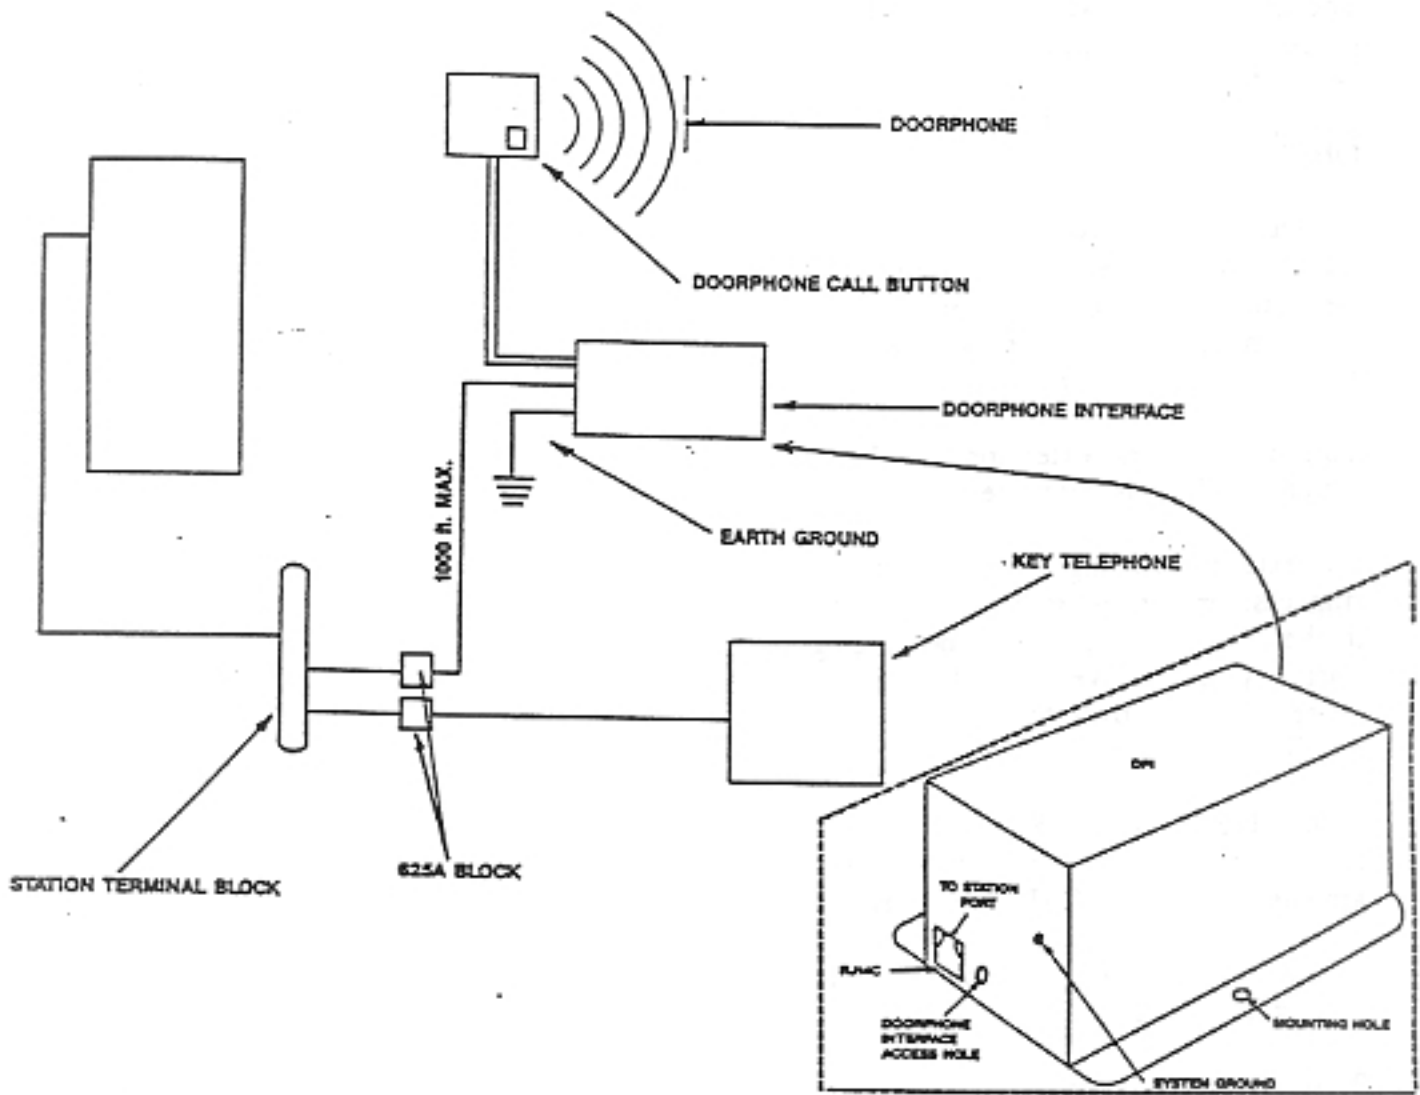 DOORPHONE
DOORPHONE CALL BUTTON
DOORPHONE INTERFACE
1000 ft. MAX.
EARTH GROUND
KEY TELEPHONE
STATION TERMINAL BLOCK
625A BLOCK
DPI
TO STATION
PORT
DOORPHONE
INTERFACE
ACCESS HOLE
MOUNTING HOLE
SYSTEM GROUND